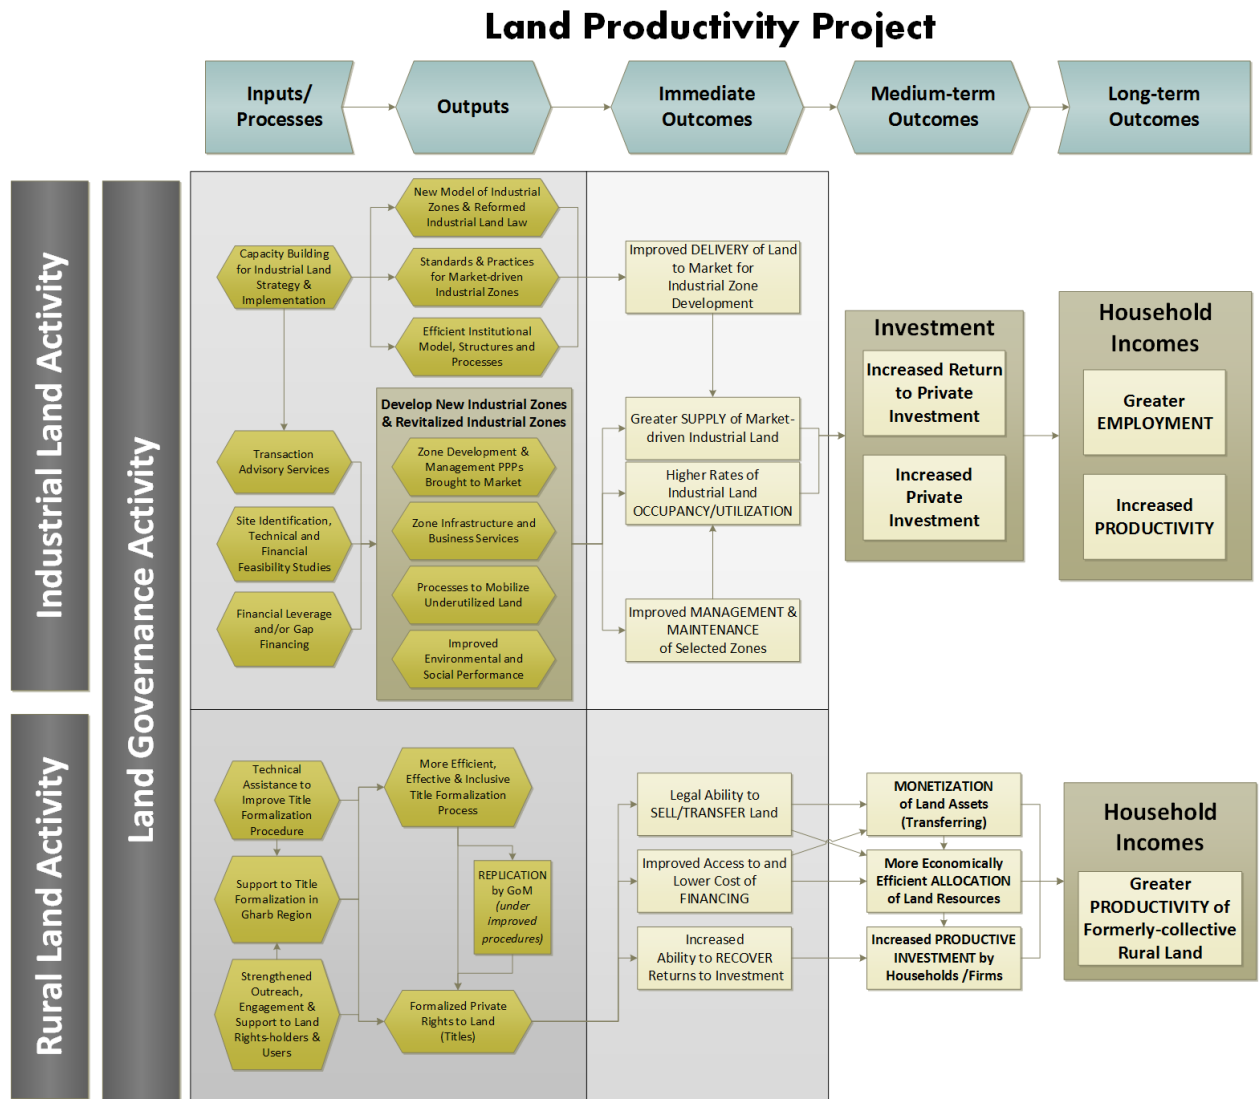 Land Productivity Project
Inputs/
Processes
Outputs
Immediate
Outcomes
Medium-term
Outcomes
Long-term
Outcomes
Industrial Land Activity
Land Governance Activity
Rural Land Activity
Capacity Building
for Industrial Land
Strategy &
Implementation
New Model of Industrial
Zones & Reformed
Industrial Land Law
Standards & Practices
for Market-driven
Industrial Zones
Efficient Institutional
Model, Structures and
Processes
Transaction
Advisory Services
Site Identification,
Technical and
Financial
Feasibility Studies
Financial Leverage
and/or Gap
Financing
Develop New Industrial Zones
& Revitalized Industrial Zones
Zone Development &
Management PPPs
Brought to Market
Zone Infrastructure and
Business Services
Processes to Mobilize
Underutilized Land
Improved
Environmental and
Social Performance
Improved DELIVERY of Land
to Market for
Industrial Zone
Development
Greater SUPPLY of Market-
driven Industrial Land
Higher Rates of
Industrial Land
OCCUPANCY/UTILIZATION
Improved MANAGEMENT &
MAINTENANCE
of Selected Zones
Investment
Increased Return
to Private
Investment
Increased
Private
Investment
Household
Incomes
Greater
EMPLOYMENT
Increased
PRODUCTIVITY
Technical
Assistance to
Improve Title
Formalization
Procedure
Support to Title
Formalization in
Gharb Region
Strengthened
Outreach,
Engagement &
Support to Land
Rights-holders &
Users
More Efficient,
Effective & Inclusive
Title Formalization
Process
REPLICATION
by GoM
(under
improved
procedures)
Formalized Private
Rights to Land
(Titles)
Legal Ability to
SELL/TRANSFER Land
Improved Access to and
Lower Cost of
FINANCING
Increased
Ability to RECOVER
Returns to Investment
MONETIZATION
of Land Assets
(Transferring)
More Economically
Efficient ALLOCATION
of Land Resources
Increased PRODUCTIVE
INVESTMENT by
Households /Firms
Household
Incomes
Greater
PRODUCTIVITY of
Formerly-collective
Rural Land